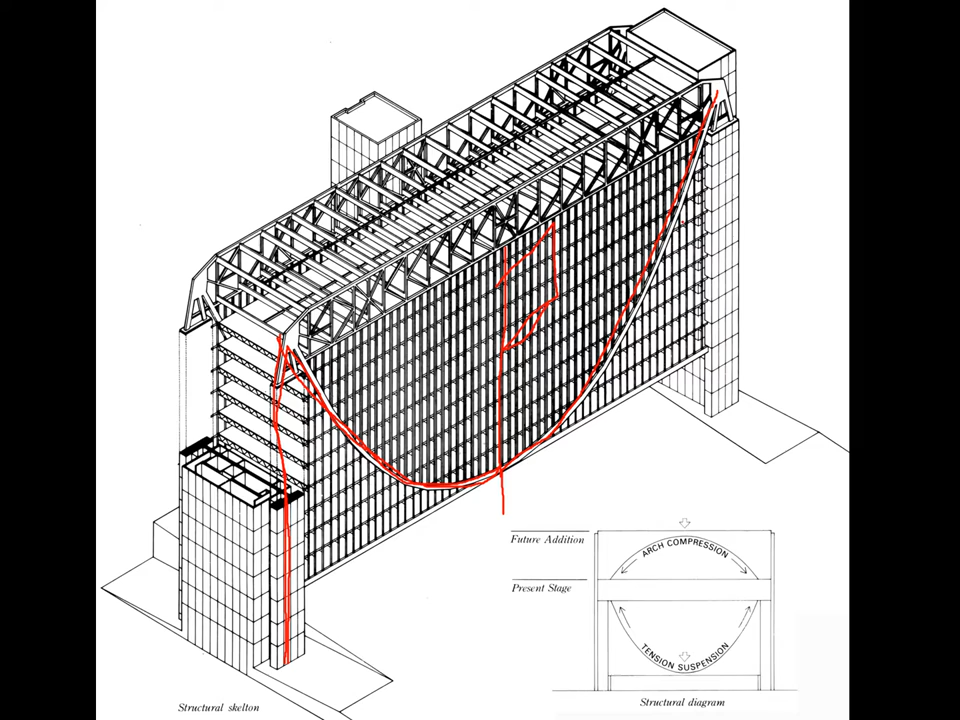 Future Addition
Present Stage
ARCH COMPRESSION
TENSION SUSPENSION
Structural skelton
Structural diagram